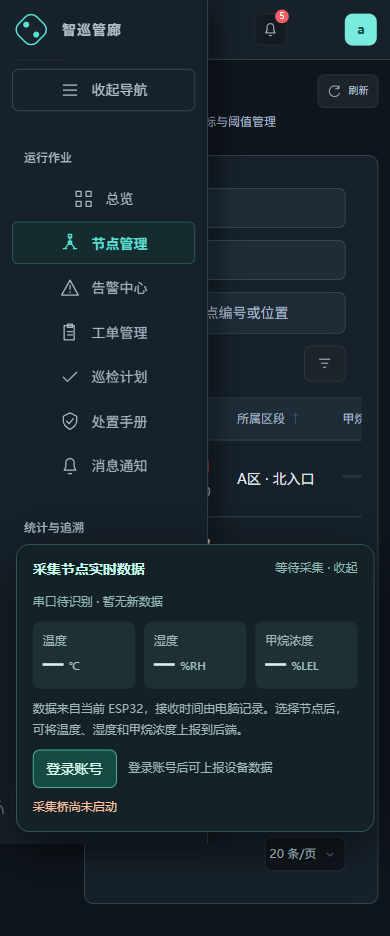 智巡管廊
5
a
收起导航
刷新
标与阈值管理
运行作业
总览
节点管理
告警中心
点编号或位置
工单管理
巡检计划
处置手册
所属区段 ↑
消息通知
A区 · 北入口
统计与追溯
采集节点实时数据
等待采集 · 收起
串口待识别 · 暂无新数据
温度
— ℃
湿度
— %RH
甲烷浓度
— %LEL
数据来自当前 ESP32，接收时间由电脑记录。选择节点后，
可将温度、湿度和甲烷浓度上报到后端。
登录账号
登录账号后可上报设备数据
采集桥尚未启动
20 条/页